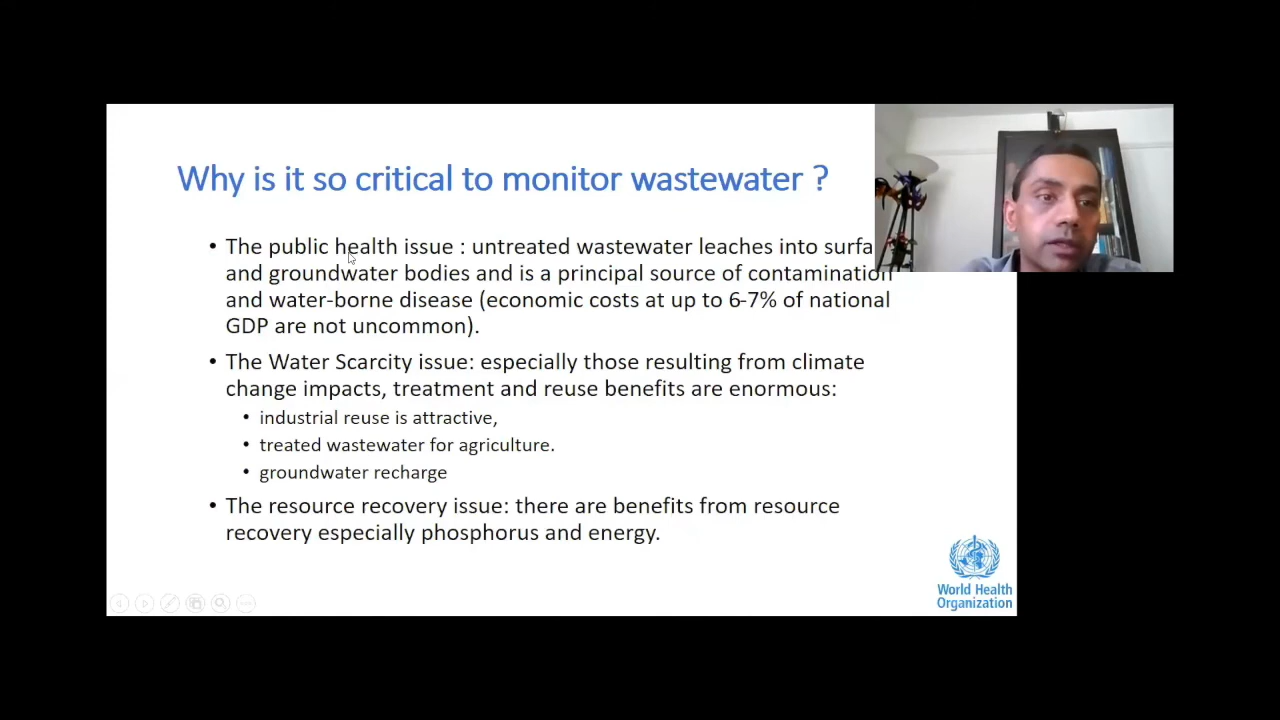 Why is it so critical to monitor wastewater ?
• The public health issue : untreated wastewater leaches into
and groundwater bodies and is a principal source of contamination
and water-borne disease (economic costs at up to 6-7% of national
GDP are not uncommon).
• The Water Scarcity issue: especially those resulting from climate
change impacts, treatment and reuse benefits are enormous:
• industrial reuse is attractive,
• treated wastewater for agriculture.
• groundwater recharge
• The resource recovery issue: there are benefits from resource
recovery especially phosphorus and energy.
World Health
Organization